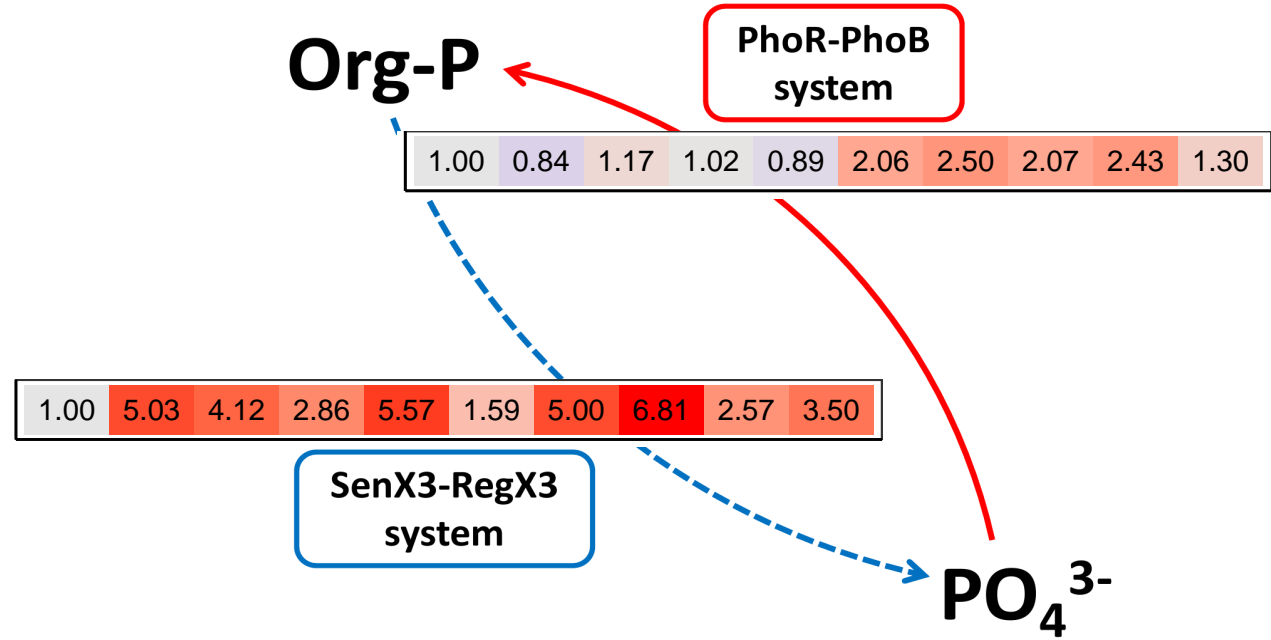 Org-P
PhoR-PhoB
system
1.00 0.84 1.17 1.02 0.89 2.06 2.50 2.07 2.43 1.30
1.00 5.03 4.12 2.86 5.57 1.59 5.00 6.81 2.57 3.50
SenX3-RegX3
system
PO₄³⁻